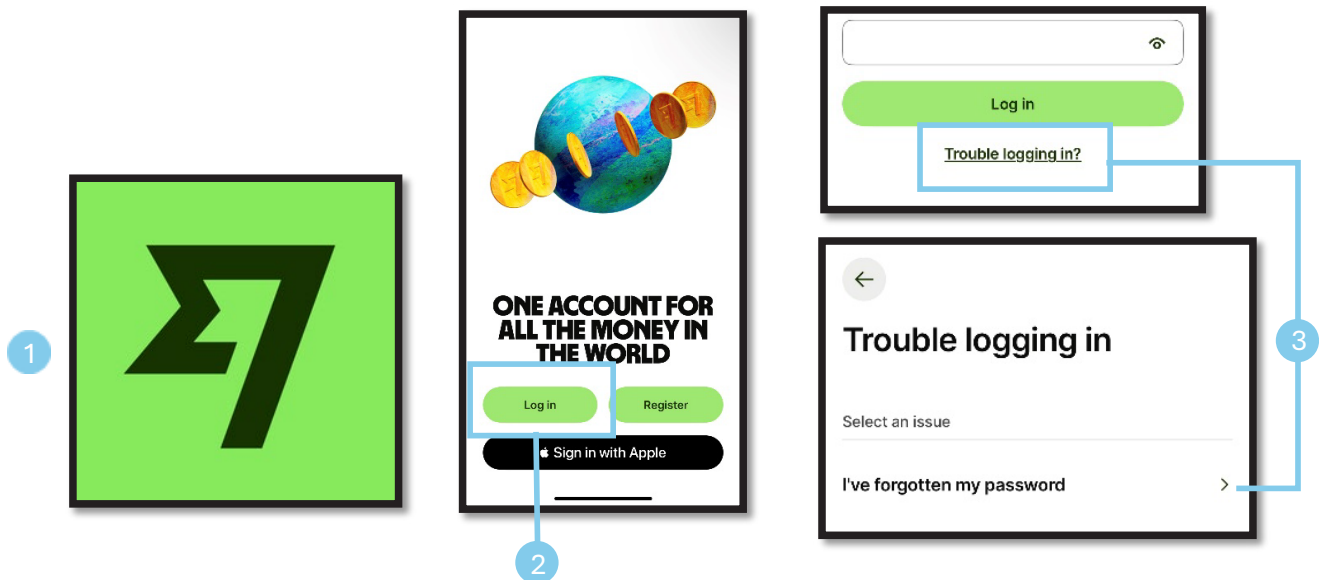 1
ONE ACCOUNT FOR
ALL THE MONEY IN
THE WORLD
Log in
Register
Sign in with Apple
2
Log in
Trouble logging in?
Trouble logging in
Select an issue
I've forgotten my password
3